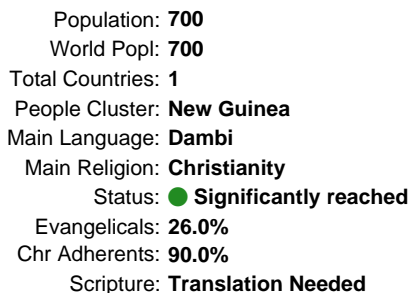 Population: 700
World Popl: 700
Total Countries: 1
People Cluster: New Guinea
Main Language: Dambi
Main Religion: Christianity
Status: Significantly reached
Evangelicals: 26.0%
Chr Adherents: 90.0%
Scripture: Translation Needed